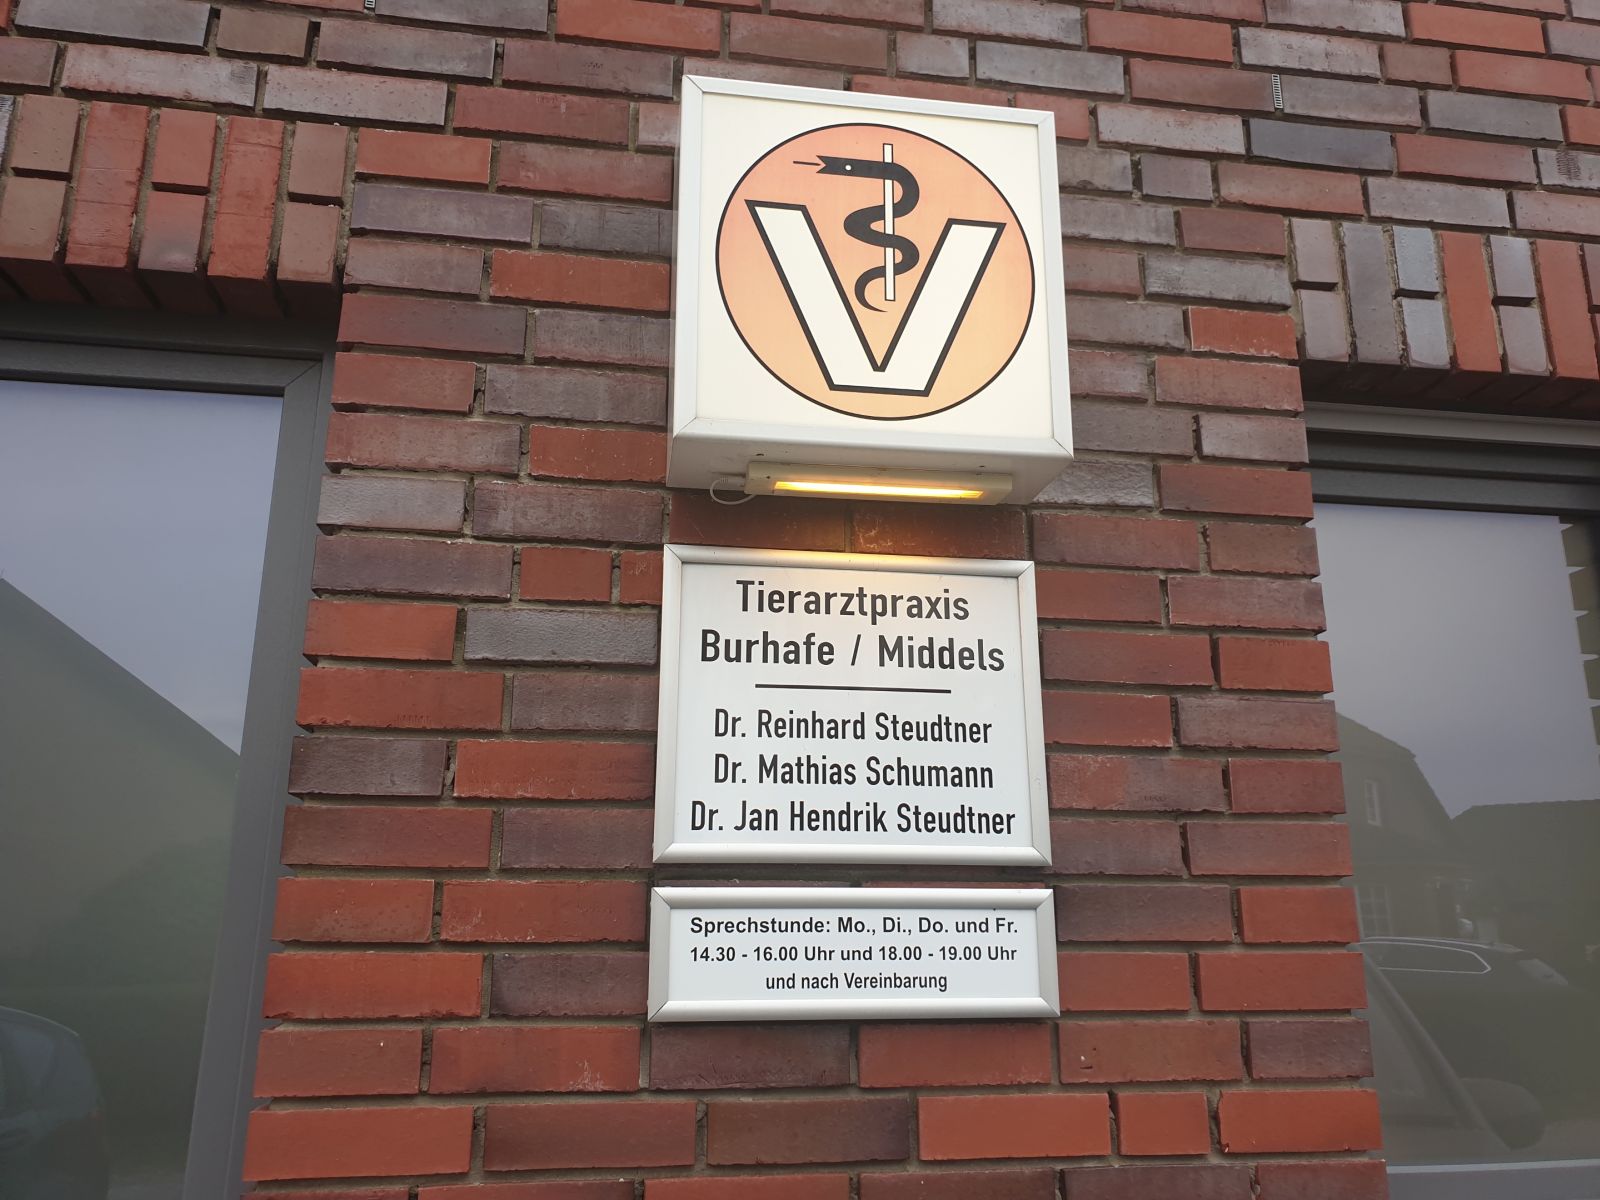 V
Tierarztpraxis
Burhafe / Middels
Dr. Reinhard Steudtner
Dr. Mathias Schumann
Dr. Jan Hendrik Steudtner
Sprechstunde: Mo., Di., Do. und Fr.
14.30 - 16.00 Uhr und 18.00 - 19.00 Uhr
und nach Vereinbarung